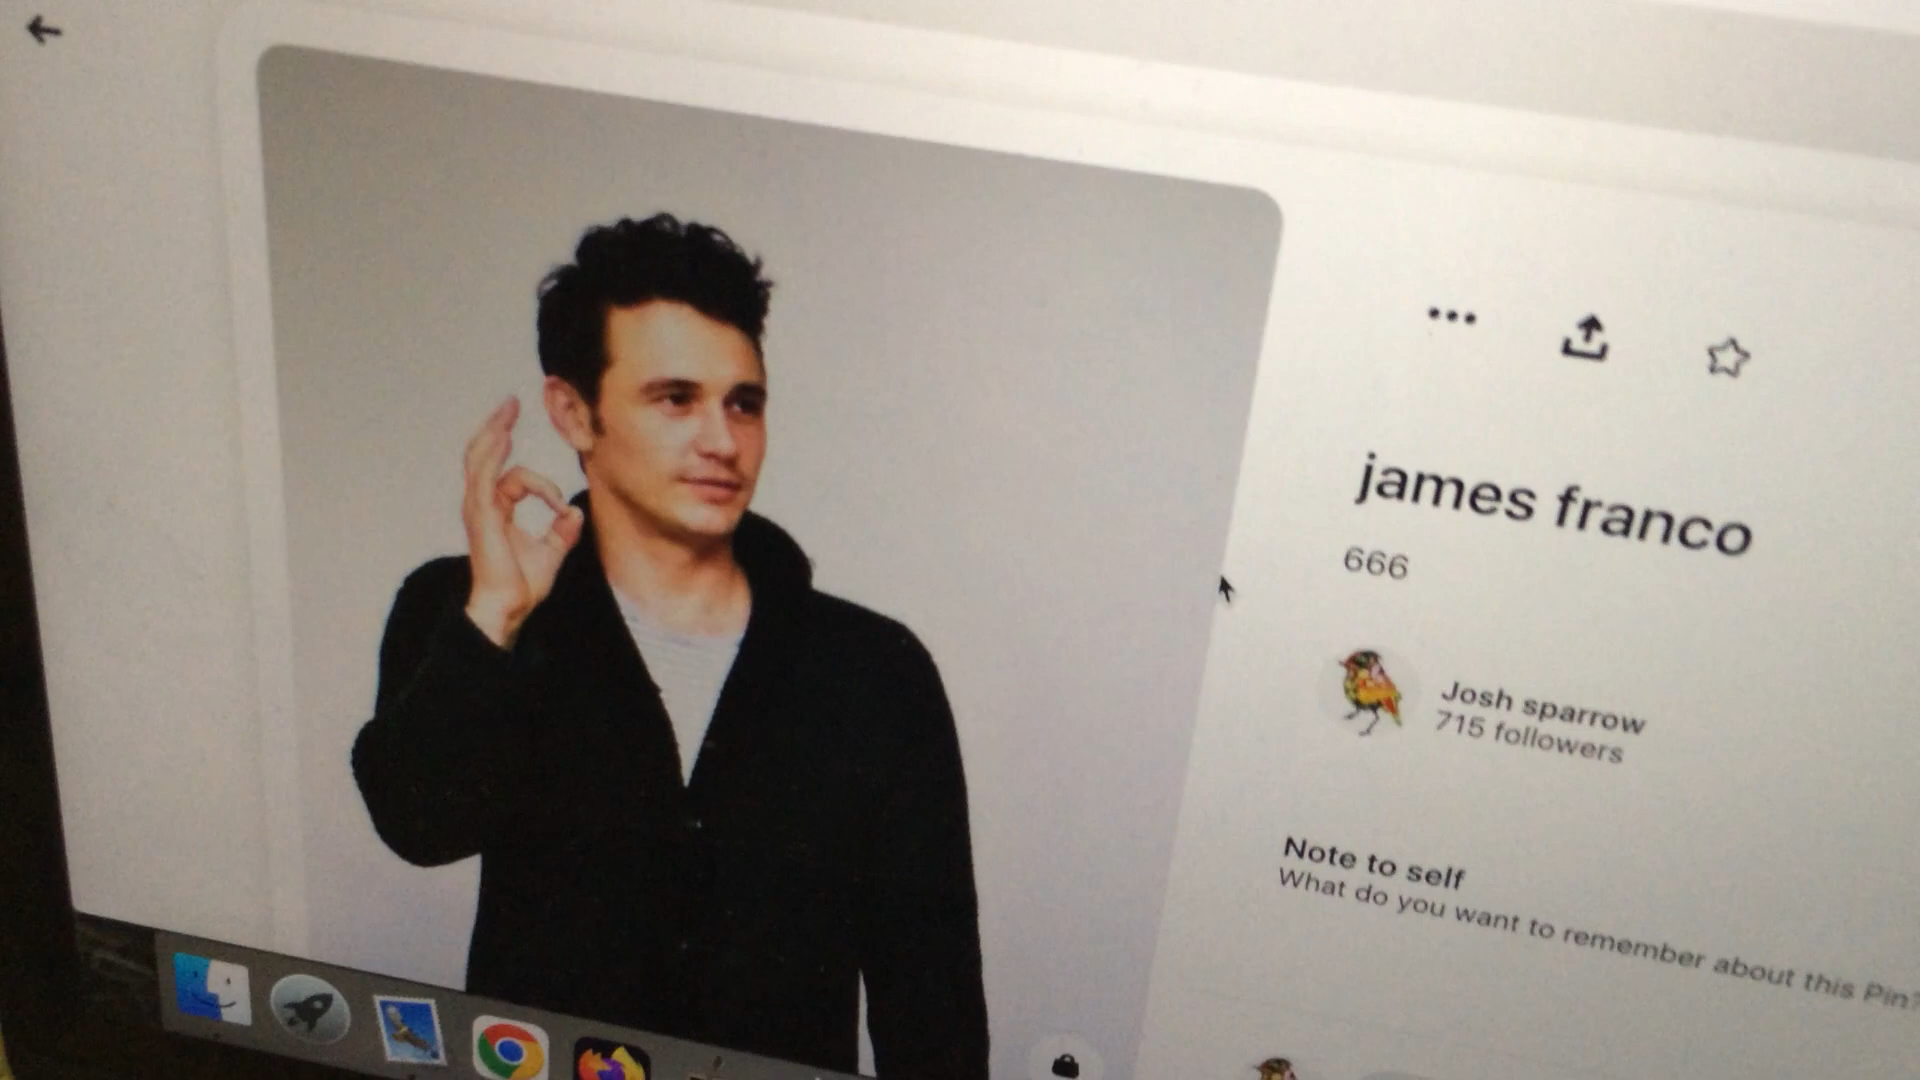 james franco
666
Josh sparrow
715 followers
Note to self
What do you want to remember about this Pin?